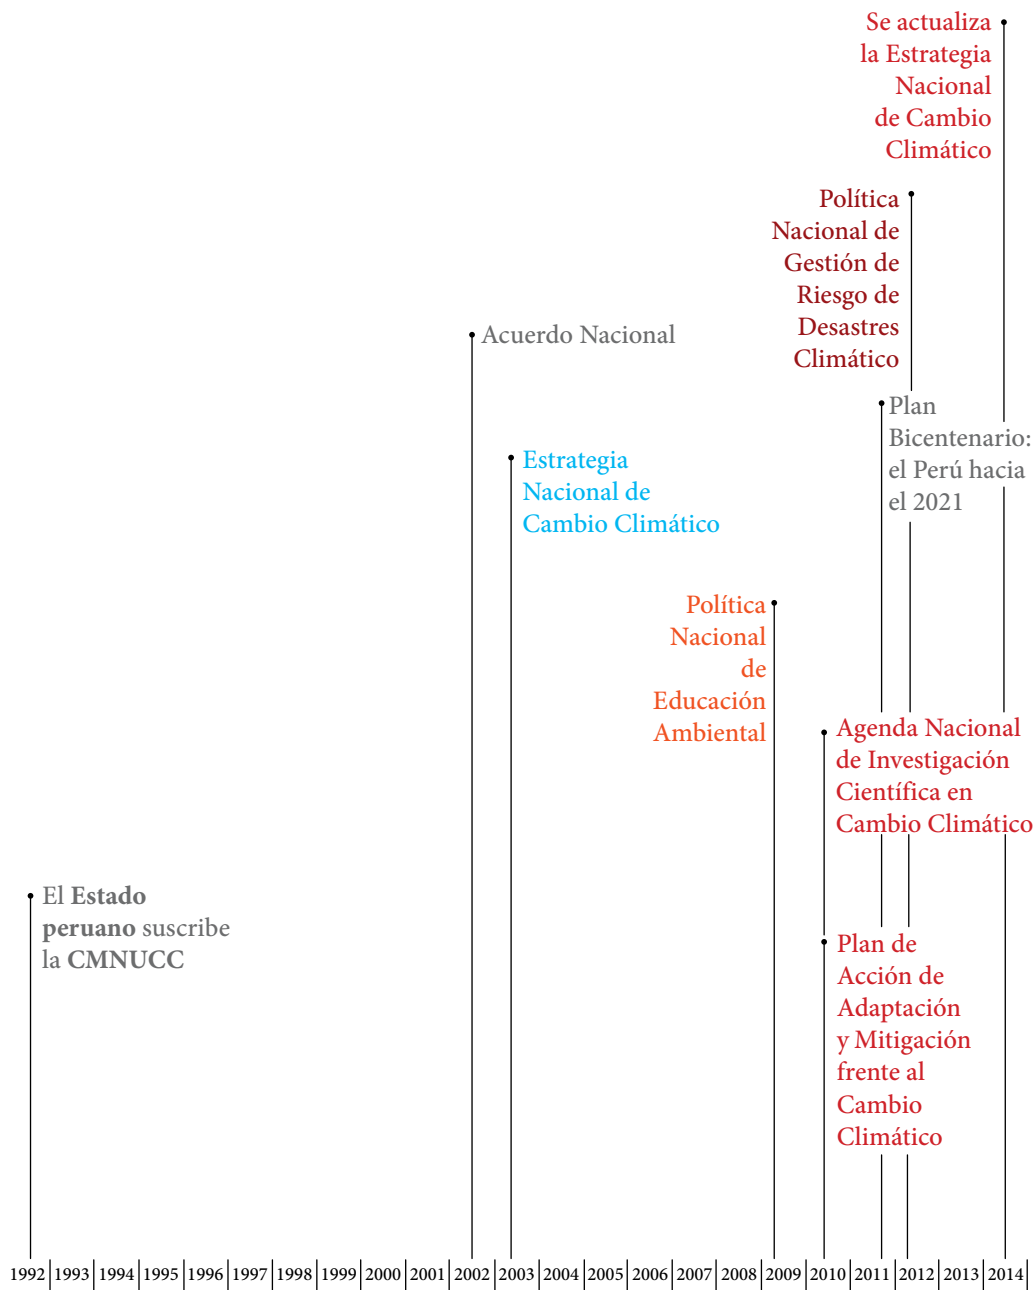 Se actualiza
la Estrategia
Nacional
de Cambio
Climático
Política
Nacional de
Gestión de
Riesgo de
Desastres
Climático
Acuerdo Nacional
Plan
Bicentenario:
el Perú hacia
el 2021
Estrategia
Nacional de
Cambio Climático
Política
Nacional
de
Educación
Ambiental
Agenda Nacional
de Investigación
Científica en
Cambio Climático
El Estado
peruano suscribe
la CMNUCC
Plan de
Acción de
Adaptación
y Mitigación
frente al
Cambio
Climático
1992 1993 1994 1995 1996 1997 1998 1999 2000 2001 2002 2003 2004 2005 2006 2007 2008 2009 2010 2011 2012 2013 2014